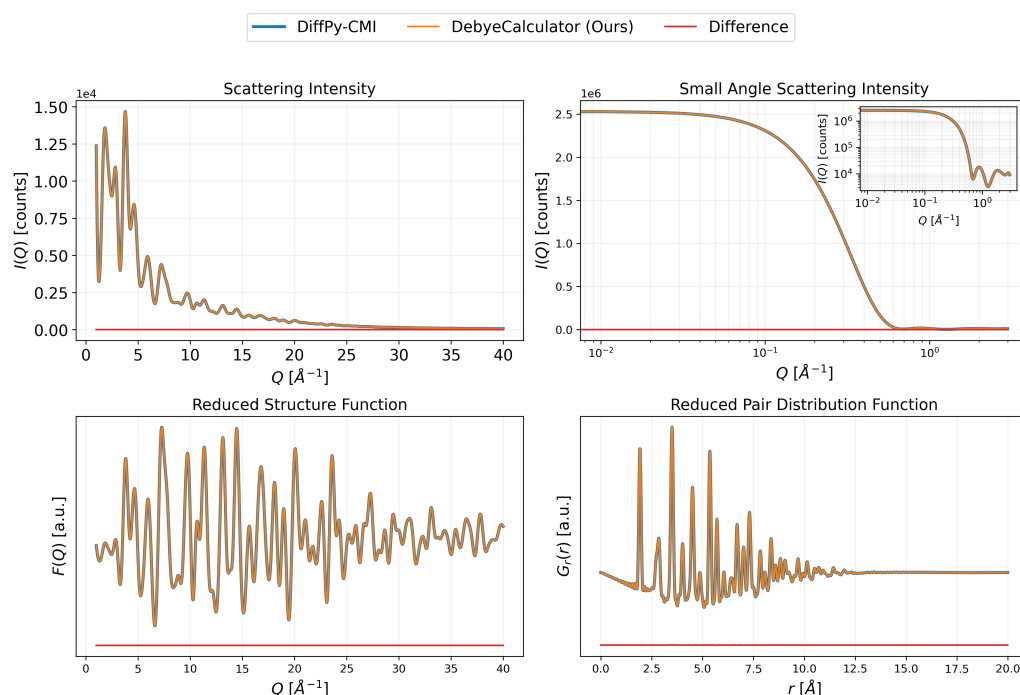 DiffPy-CMI DebyeCalculator (Ours) Difference
Scattering Intensity
1e4
1.50
1.25
1.00
0.75
0.50
0.25
0.00
I(Q) [counts]
0 5 10 15 20 25 30 35 40
Q [Å⁻¹]
Small Angle Scattering Intensity
1e6
2.5
2.0
1.5
1.0
0.5
0.0
I(Q) [counts]
10⁻² 10⁻¹ 10⁰
Q [Å⁻¹]
10⁶
10⁵
10⁴
I(Q) [counts]
10⁻² 10⁻¹ 10⁰
Q [Å⁻¹]
Reduced Structure Function
F(Q) [a.u.]
0 5 10 15 20 25 30 35 40
Q [Å⁻¹]
Reduced Pair Distribution Function
Gᵣ(r) [a.u.]
0.0 2.5 5.0 7.5 10.0 12.5 15.0 17.5 20.0
r [Å]